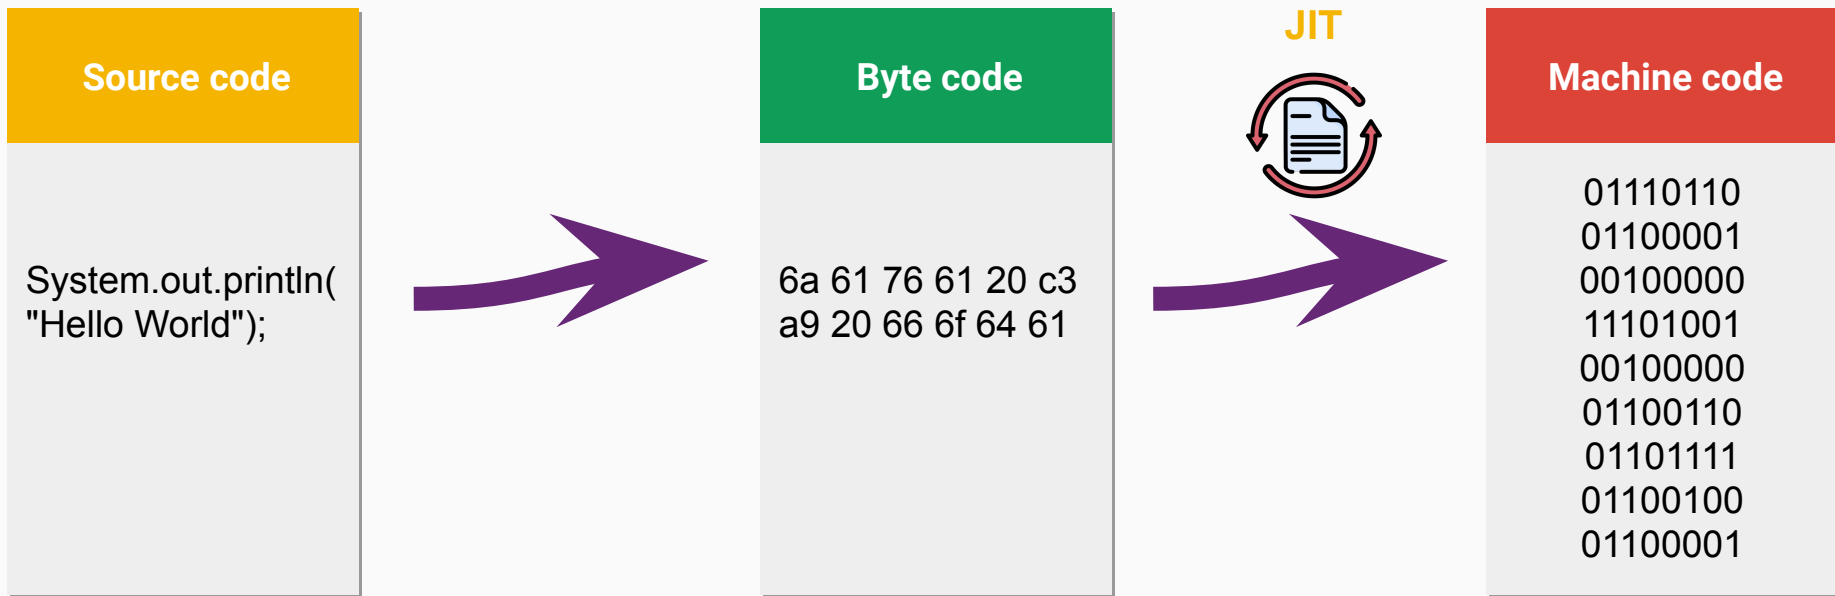 Source code
System.out.println(
"Hello World");
Byte code
6a 61 76 61 20 c3
a9 20 66 6f 64 61
JIT
Machine code
01110110
01100001
00100000
11101001
00100000
01100110
01101111
01100100
01100001